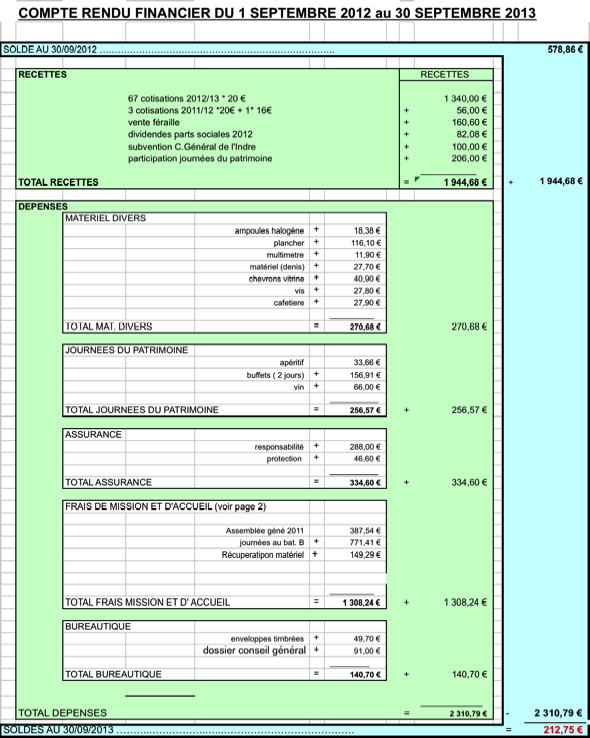 COMPTE RENDU FINANCIER DU 1 SEPTEMBRE 2012 au 30 SEPTEMBRE 2013
SOLDE AU 30/09/2012 ................................................................................ 578,86 €
RECETTES RECETTES
67 cotisations 2012/13 * 20 € 1 340,00 €
3 cotisations 2011/12 *20€ + 1* 16€ + 56,00 €
vente féraille + 160,60 €
dividendes parts sociales 2012 + 82,08 €
subvention C.Général de l'Indre + 100,00 €
participation journées du patrimoine + 206,00 €
TOTAL RECETTES = 1 944,68 € + 1 944,68 €
DEPENSES
MATERIEL DIVERS
ampoules halogène + 18,38 €
plancher + 116,10 €
multimetre + 11,90 €
matériel (denis) + 27,70 €
chevrons vitrine + 40,90 €
vis + 27,80 €
cafetiere + 27,90 €
TOTAL MAT. DIVERS = 270,68 € 270,68 €
JOURNEES DU PATRIMOINE
apéritif 33,66 €
buffets ( 2 jours) + 156,91 €
vin + 66,00 €
TOTAL JOURNEES DU PATRIMOINE = 256,57 € + 256,57 €
ASSURANCE
responsabilité + 288,00 €
protection + 46,60 €
TOTAL ASSURANCE = 334,60 € + 334,60 €
FRAIS DE MISSION ET D'ACCUEIL (voir page 2)
Assemblée géné 2011 387,54 €
journées au bat. B + 771,41 €
Récuperatipon matériel + 149,29 €
TOTAL FRAIS MISSION ET D' ACCUEIL = 1 308,24 € + 1 308,24 €
BUREAUTIQUE
enveloppes timbrées + 49,70 €
dossier conseil général + 91,00 €
TOTAL BUREAUTIQUE = 140,70 € + 140,70 €
TOTAL DEPENSES = 2 310,79 € - 2 310,79 €
SOLDES AU 30/09/2013 ................................................................................ = 212,75 €